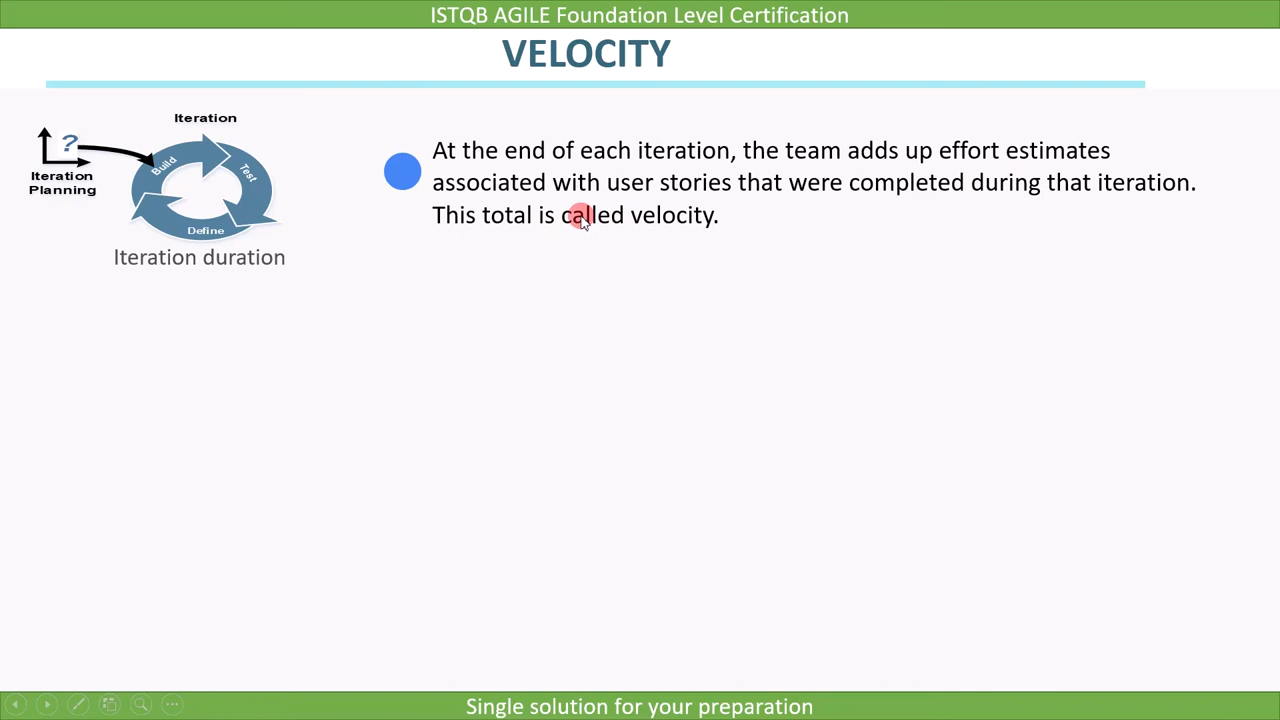 ISTQB AGILE Foundation Level Certification
VELOCITY
Iteration
?
Build
Test
Iteration
Planning
Define
Iteration duration
At the end of each iteration, the team adds up effort estimates
associated with user stories that were completed during that iteration.
This total is called velocity.
Single solution for your preparation